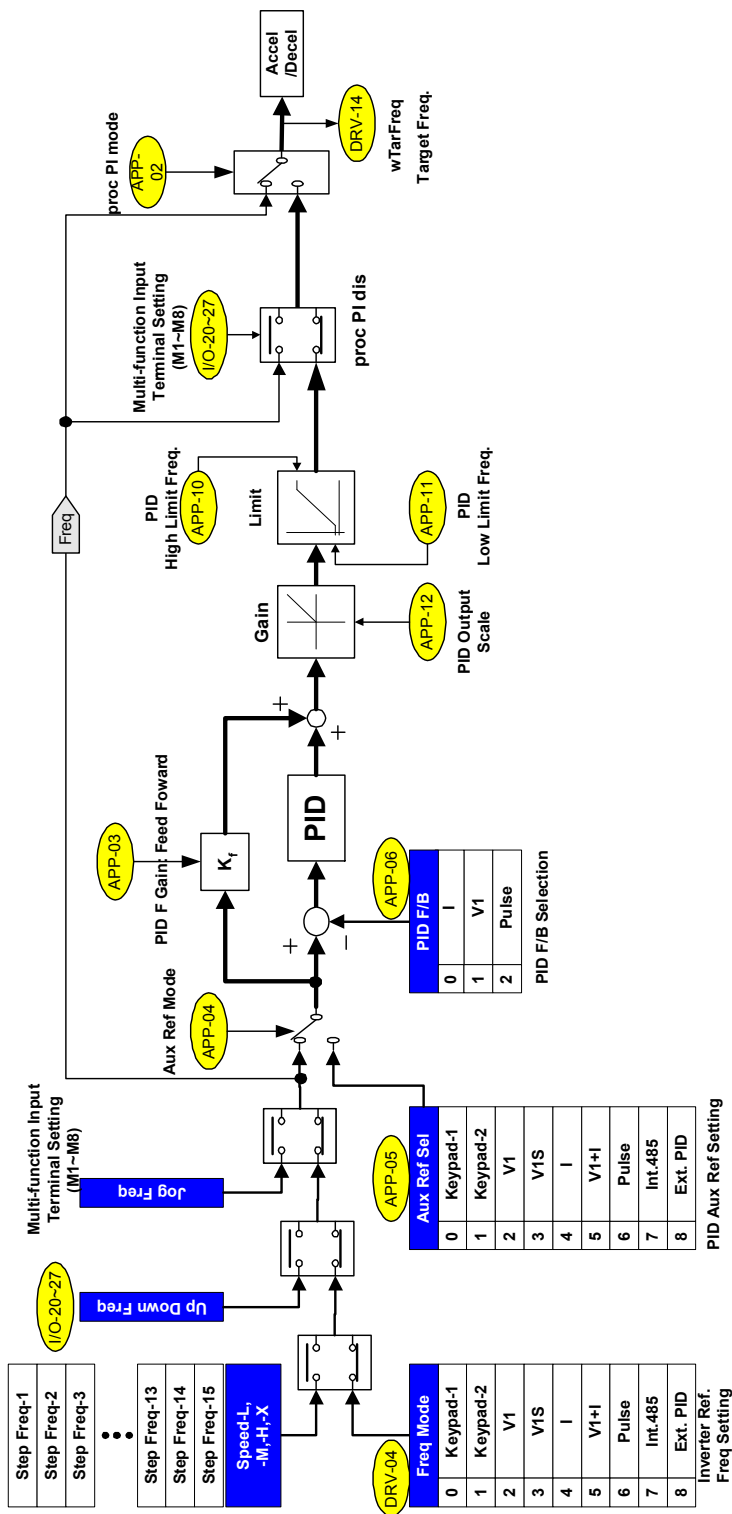 Step Freq-1
Step Freq-2
Step Freq-3
Step Freq-13
Step Freq-14
Step Freq-15
Speed-L,
-M,-H,-X
DRV-04
Freq Mode
0 Keypad-1
1 Keypad-2
2 V1
3 V1S
4 I
5 V1+I
6 Pulse
7 Int.485
8 Ext. PID
Inverter Ref.
Freq Setting
I/O-20~27
Up Down Freq
Multi-function Input
Terminal Setting
(M1~M8)
Jog Freq
APP-05
Aux Ref Sel
0 Keypad-1
1 Keypad-2
2 V1
3 V1S
4 I
5 V1+I
6 Pulse
7 Int.485
8 Ext. PID
PID Aux Ref Setting
APP-04
Aux Ref Mode
APP-03
PID F Gain: Feed Foward
Kf
+
−
PID
+
+
APP-06
PID F/B
0 I
1 V1
2 Pulse
PID F/B Selection
Gain
APP-12
PID Output
Scale
PID
High Limit Freq.
APP-10
Limit
APP-11
PID
Low Limit Freq.
Freq
Multi-function Input
Terminal Setting
(M1~M8)
I/O-20~27
proc PI dis
proc PI mode
APP-
02
Accel
/Decel
DRV-14
wTarFreq
Target Freq.